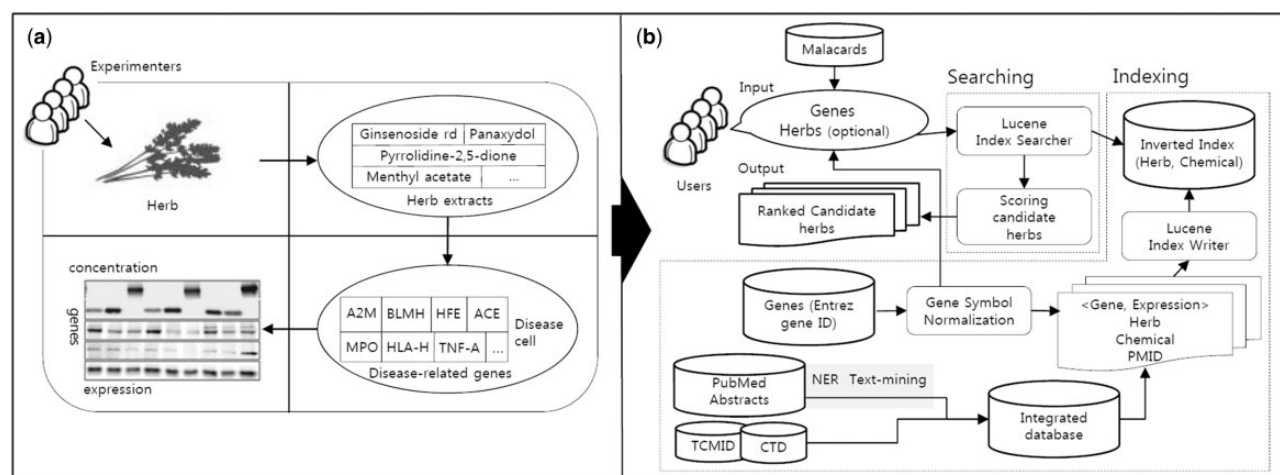 (a)
Experimenters
Herb
Ginsenoside rd Panaxydol
Pyrrolidine-2,5-dione
Menthyl acetate ...
Herb extracts
concentration
genes
expression
A2M BLMH HFE ACE
MPO HLA-H TNF-A ...
Disease
cell
Disease-related genes
(b)
Malacards
Input
Genes
Herbs (optional)
Users
Output
Ranked Candidate
herbs
Searching
Lucene
Index Searcher
Scoring
candidate
herbs
Indexing
Inverted Index
(Herb, Chemical)
Lucene
Index Writer
Genes (Entrez
gene ID)
Gene Symbol
Normalization
<Gene, Expression>
Herb
Chemical
PMID
PubMed
Abstracts
NER Text-mining
TCMID CTD
Integrated
database